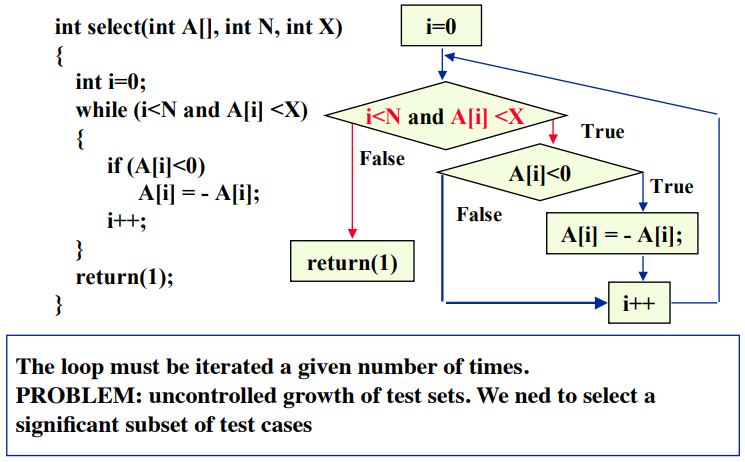 int select(int A[], int N, int X)
{
int i=0;
while (i<N and A[i] <X)
{
if (A[i]<0)
A[i] = - A[i];
i++;
}
return(1);
}
i=0
i<N and A[i] <X
True
False
A[i]<0
True
False
A[i] = - A[i];
return(1)
i++
The loop must be iterated a given number of times.
PROBLEM: uncontrolled growth of test sets. We ned to select a
significant subset of test cases